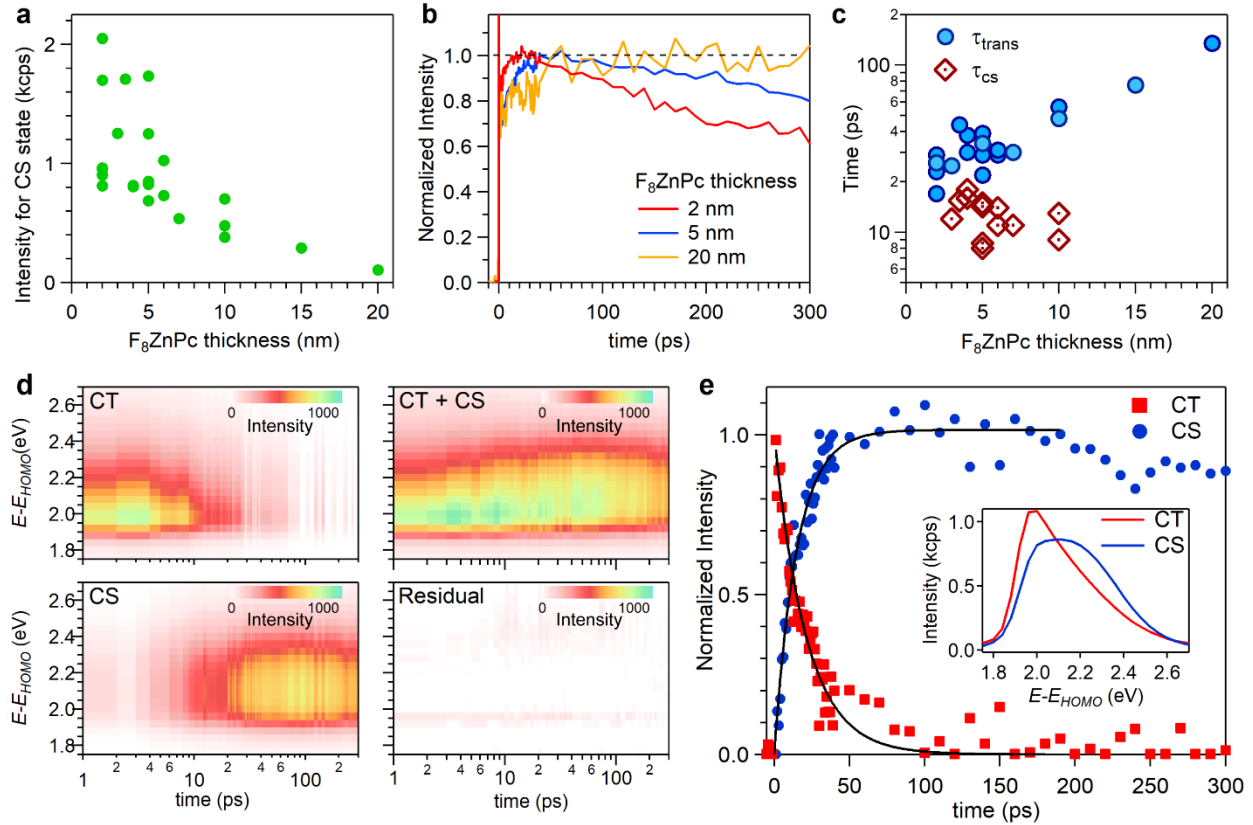 a
Intensity for CS state (kcps)
2
1
0
0
5
10
15
20
F₈ZnPc thickness (nm)
b
Normalized Intensity
1.0
0.8
0.6
0.4
0.2
0.0
F₈ZnPc thickness
2 nm
5 nm
20 nm
0
100
200
300
time (ps)
c
τtrans
τcs
Time (ps)
100
8
6
4
2
10
8
6
0
5
10
15
20
F₈ZnPc thickness (nm)
d
E-EHOMO(eV)
2.6
2.4
2.2
2.0
1.8
CT
0
1000
Intensity
CT + CS
0
1000
Intensity
E-EHOMO (eV)
2.6
2.4
2.2
2.0
1.8
CS
0
1000
Intensity
Residual
0
1000
Intensity
1
2
4
6
10
2
4
6
100
2
time (ps)
1
2
4
6
10
2
4
6
100
2
time (ps)
e
Normalized Intensity
1.0
0.5
0.0
CT
CS
Intensity (kcps)
1.0
0.5
0.0
CT
CS
1.8
2.0
2.2
2.4
2.6
E-EHOMO (eV)
0
50
100
150
200
250
300
time (ps)